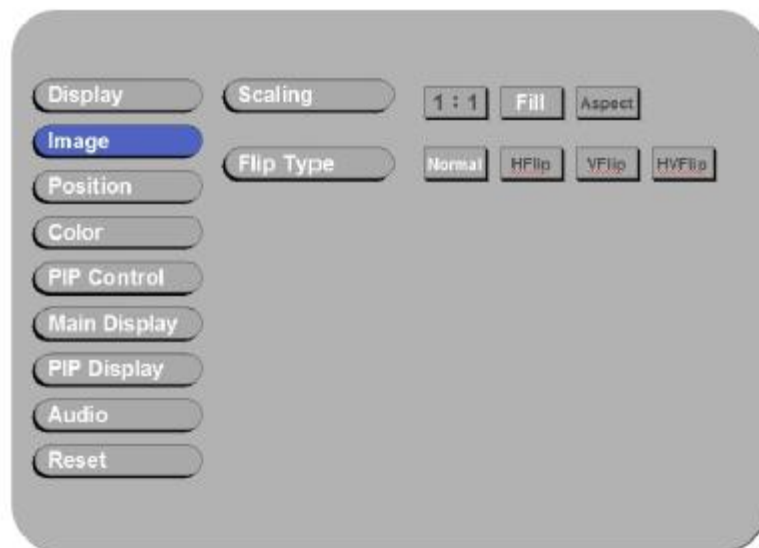 Display
Scaling
1 : 1
Fill
Aspect
Image
Flip Type
Normal
HFlip
VFlip
HVFlip
Position
Color
PIP Control
Main Display
PIP Display
Audio
Reset